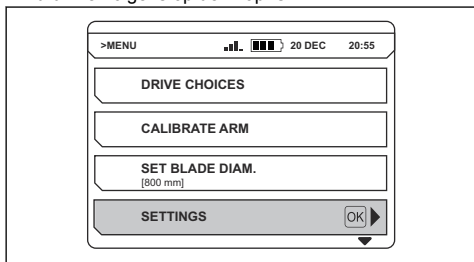 >MENU 20 DEC 20:55
DRIVE CHOICES
CALIBRATE ARM
SET BLADE DIAM.
[800 mm]
SETTINGS OK